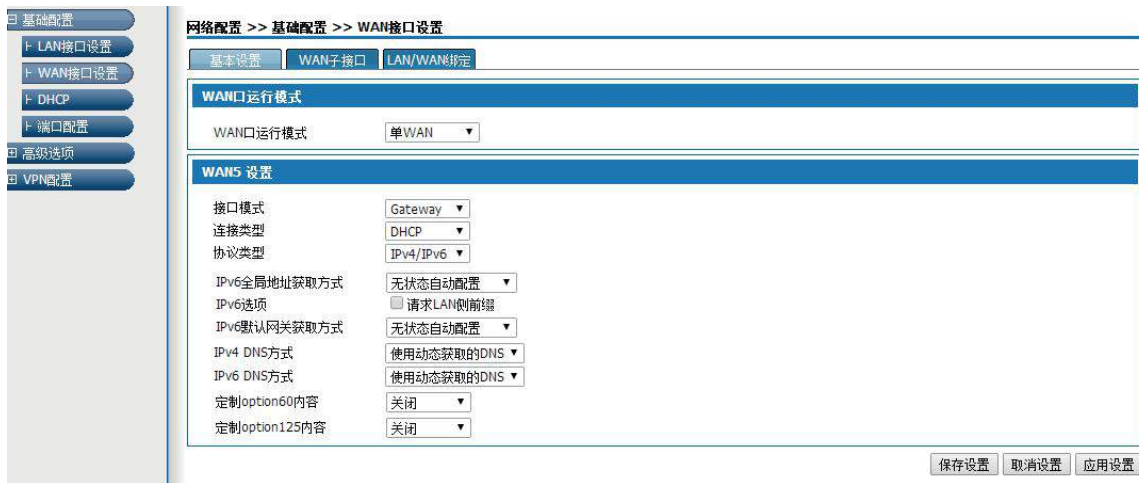 基础配置
LAN接口设置
WAN接口设置
DHCP
端口配置
高级选项
VPN配置
网络配置 >> 基础配置 >> WAN接口设置
基本设置 WAN子接口 LAN/WAN绑定
WAN口运行模式
WAN口运行模式 单WAN
WAN5 设置
接口模式 Gateway
连接类型 DHCP
协议类型 IPv4/IPv6
IPv6全局地址获取方式 无状态自动配置
IPv6选项 请求LAN侧前缀
IPv6默认网关获取方式 无状态自动配置
IPv4 DNS方式 使用动态获取的DNS
IPv6 DNS方式 使用动态获取的DNS
定制option60内容 关闭
定制option125内容 关闭
保存设置 取消设置 应用设置